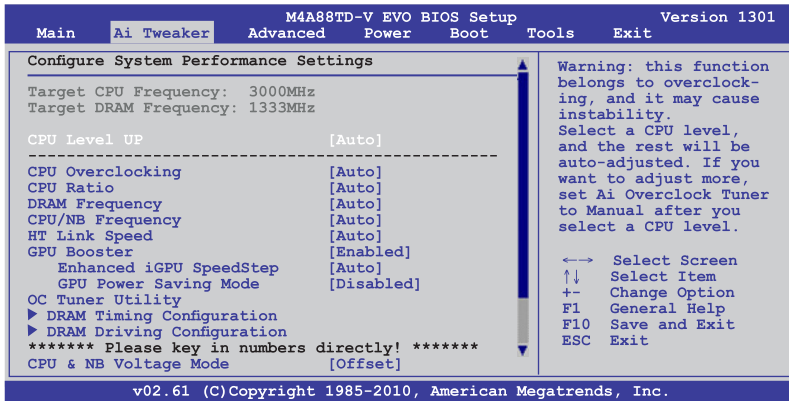 M4A88TD-V EVO BIOS Setup Version 1301
Main Ai Tweaker Advanced Power Boot Tools Exit
Configure System Performance Settings
Target CPU Frequency: 3000MHz
Target DRAM Frequency: 1333MHz
CPU Level UP [Auto]
------------------------------------------------
CPU Overclocking [Auto]
CPU Ratio [Auto]
DRAM Frequency [Auto]
CPU/NB Frequency [Auto]
HT Link Speed [Auto]
GPU Booster [Enabled]
Enhanced iGPU SpeedStep [Auto]
GPU Power Saving Mode [Disabled]
OC Tuner Utility
DRAM Timing Configuration
DRAM Driving Configuration
******* Please key in numbers directly! *******
CPU & NB Voltage Mode [Offset]
Warning: this function
belongs to overclock-
ing, and it may cause
instability.
Select a CPU level,
and the rest will be
auto-adjusted. If you
want to adjust more,
set Ai Overclock Tuner
to Manual after you
select a CPU level.
←→ Select Screen
↑↓ Select Item
+- Change Option
F1 General Help
F10 Save and Exit
ESC Exit
v02.61 (C)Copyright 1985-2010, American Megatrends, Inc.